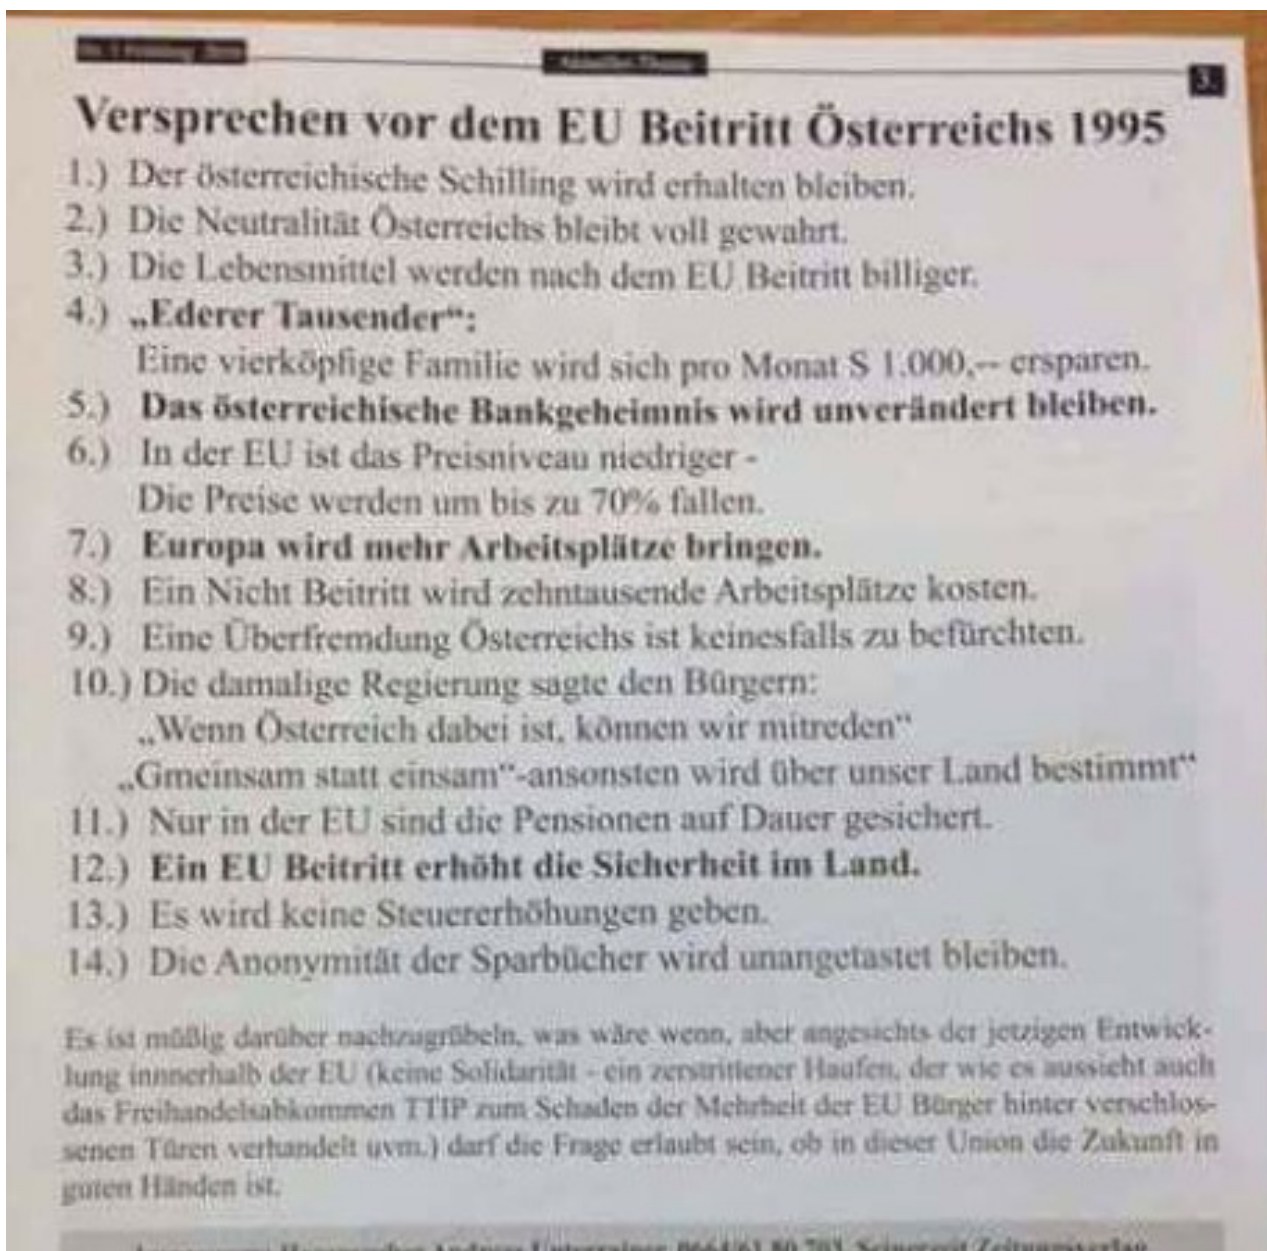 Aktuelles Thema
3.
Versprechen vor dem EU Beitritt Österreichs 1995
1.) Der österreichische Schilling wird erhalten bleiben.
2.) Die Neutralität Österreichs bleibt voll gewahrt.
3.) Die Lebensmittel werden nach dem EU Beitritt billiger.
4.) „Ederer Tausender“:
Eine vierköpfige Familie wird sich pro Monat S 1.000,-- ersparen.
5.) Das österreichische Bankgeheimnis wird unverändert bleiben.
6.) In der EU ist das Preisniveau niedriger -
Die Preise werden um bis zu 70% fallen.
7.) Europa wird mehr Arbeitsplätze bringen.
8.) Ein Nicht Beitritt wird zehntausende Arbeitsplätze kosten.
9.) Eine Überfremdung Österreichs ist keinesfalls zu befürchten.
10.) Die damalige Regierung sagte den Bürgern:
„Wenn Österreich dabei ist, können wir mitreden“
„Gmeinsam statt einsam“-ansonsten wird über unser Land bestimmt“
11.) Nur in der EU sind die Pensionen auf Dauer gesichert.
12.) Ein EU Beitritt erhöht die Sicherheit im Land.
13.) Es wird keine Steuererhöhungen geben.
14.) Die Anonymität der Sparbücher wird unangetastet bleiben.
Es ist müßig darüber nachzugrübeln, was wäre wenn, aber angesichts der jetzigen Entwick-
lung innnerhalb der EU (keine Solidarität - ein zerstrittener Haufen, der wie es aussieht auch
das Freihandelsabkommen TTIP zum Schaden der Mehrheit der EU Bürger hinter verschlos-
senen Türen verhandelt uvm.) darf die Frage erlaubt sein, ob in dieser Union die Zukunft in
guten Händen ist.